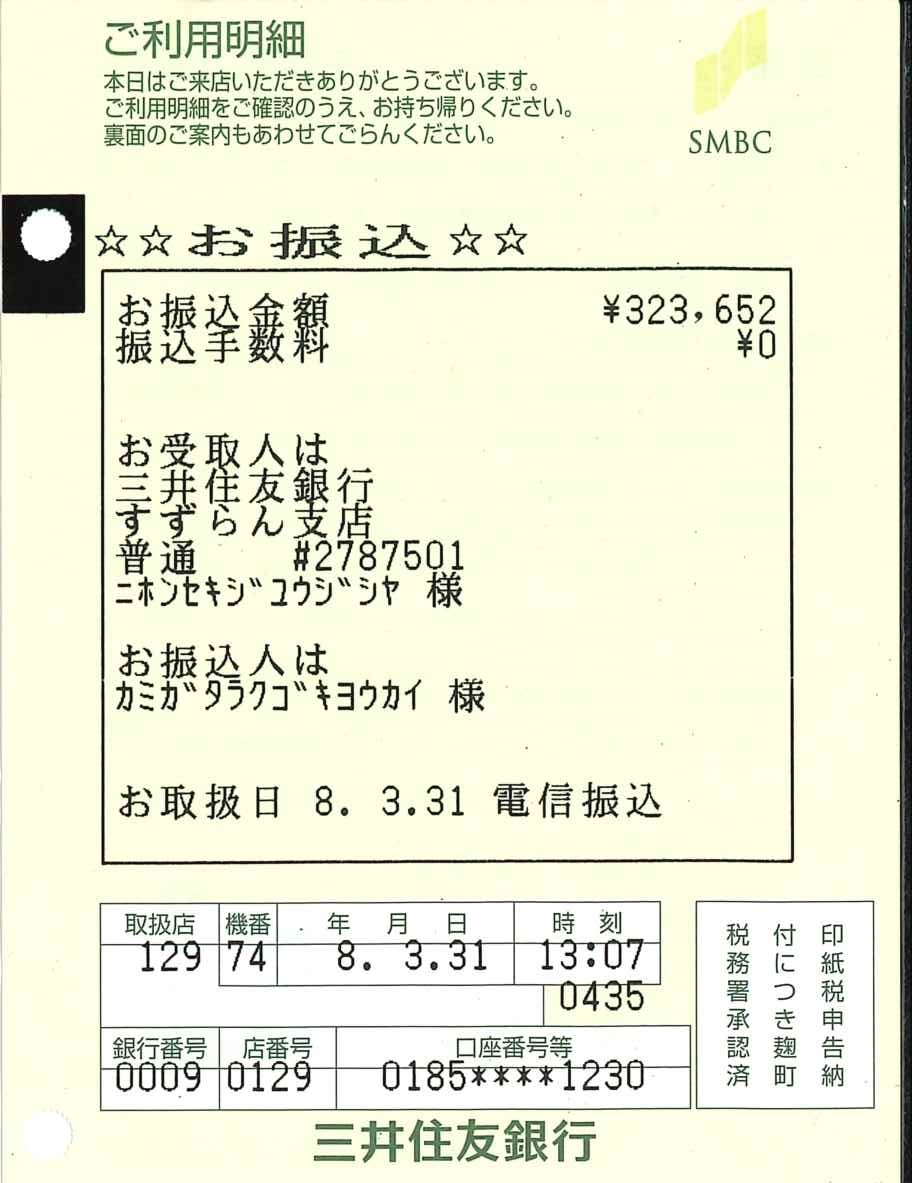 ご利用明細
本日はご来店いただきありがとうございます。
ご利用明細をご確認のうえ、お持ち帰りください。
裏面のご案内もあわせてごらんください。
SMBC
☆☆お振込☆☆
お振込金額 ¥323,652
振込手数料 ¥0
お受取人は
三井住友銀行
すずらん支店
普通 #2787501
ニホンセキジユウジシヤ 様
お振込人は
カミガタラクゴキヨウカイ 様
お取扱日 8. 3.31 電信振込
取扱店 機番 年 月 日 時 刻
129 74 8. 3.31 13:07
0435
銀行番号 店番号 口座番号等
0009 0129 0185****1230
印紙税申告納
付につき麹町
税務署承認済
三井住友銀行